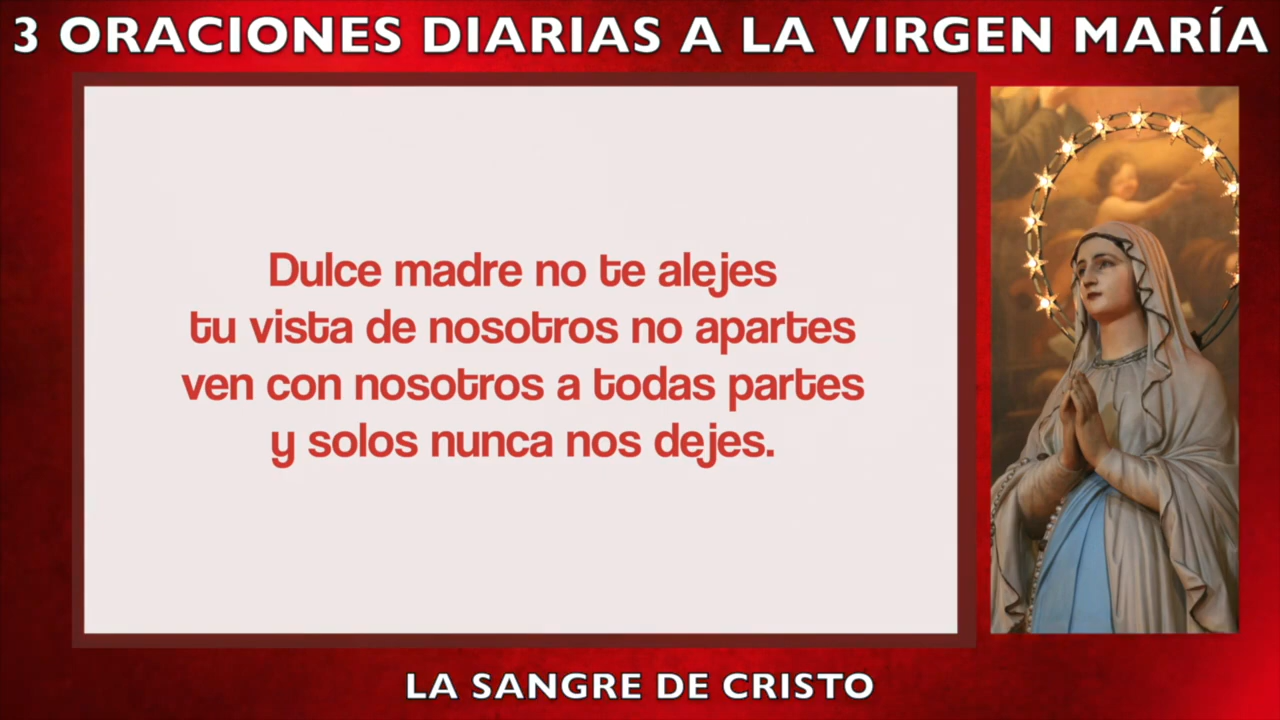 3 ORACIONES DIARIAS A LA VIRGEN MARÍA
Dulce madre no te alejes
tu vista de nosotros no apartes
ven con nosotros a todas partes
y solos nunca nos dejes.
LA SANGRE DE CRISTO